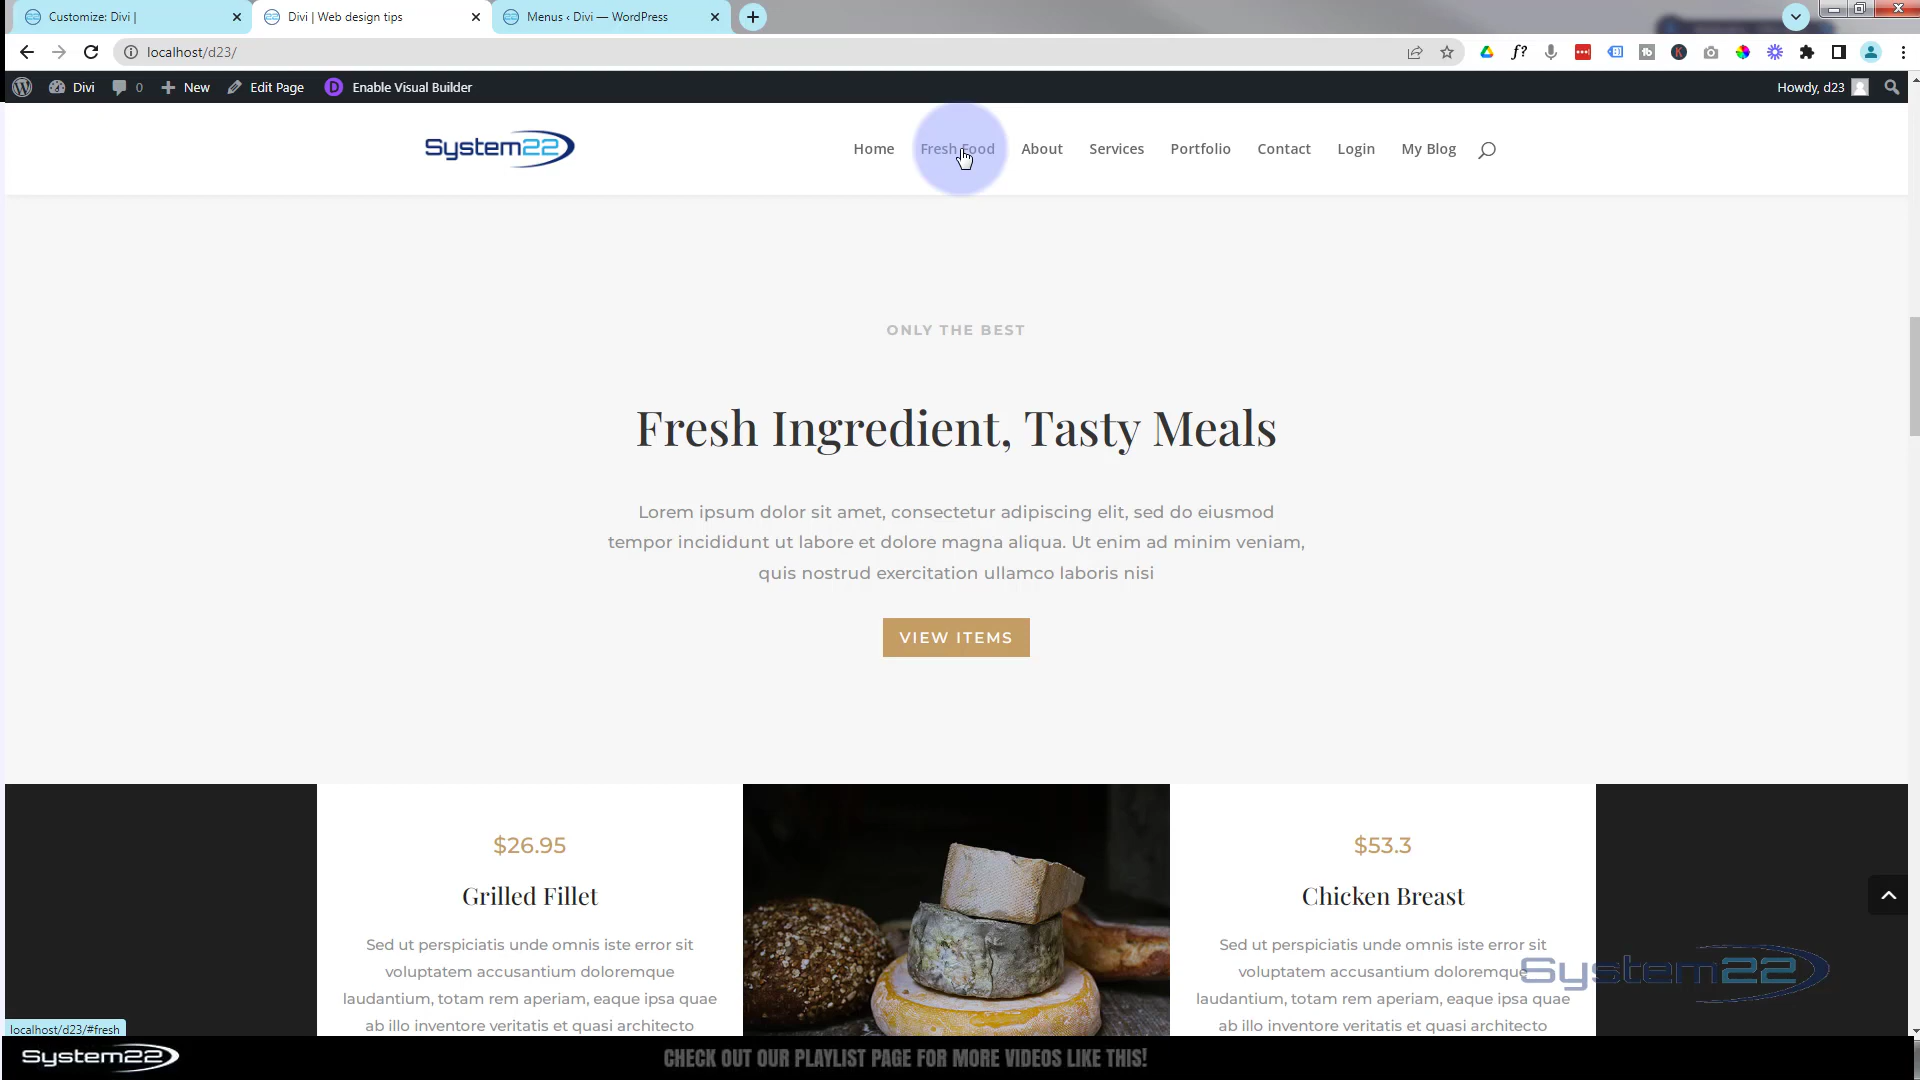 Customize: Divi |
Divi | Web design tips
Menus ‹ Divi — WordPress
localhost/d23/
Divi
0
New
Edit Page
Enable Visual Builder
Howdy, d23
System22
Home
Fresh Food
About
Services
Portfolio
Contact
Login
My Blog
ONLY THE BEST
Fresh Ingredient, Tasty Meals
Lorem ipsum dolor sit amet, consectetur adipiscing elit, sed do eiusmod
tempor incididunt ut labore et dolore magna aliqua. Ut enim ad minim veniam,
quis nostrud exercitation ullamco laboris nisi
VIEW ITEMS
$26.95
Grilled Fillet
Sed ut perspiciatis unde omnis iste error sit
voluptatem accusantium doloremque
laudantium, totam rem aperiam, eaque ipsa quae
ab illo inventore veritatis et quasi architecto
$53.3
Chicken Breast
Sed ut perspiciatis unde omnis iste error sit
voluptatem accusantium doloremque
laudantium, totam rem aperiam, eaque ipsa quae
ab illo inventore veritatis et quasi architecto
System22
localhost/d23/#fresh
System22
CHECK OUT OUR PLAYLIST PAGE FOR MORE VIDEOS LIKE THIS!